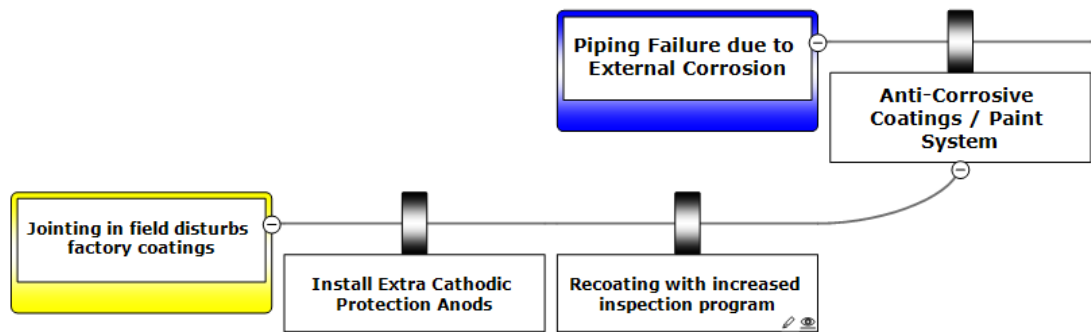 Piping Failure due to
External Corrosion
Anti-Corrosive
Coatings / Paint
System
Jointing in field disturbs
factory coatings
Install Extra Cathodic
Protection Anods
Recoating with increased
inspection program